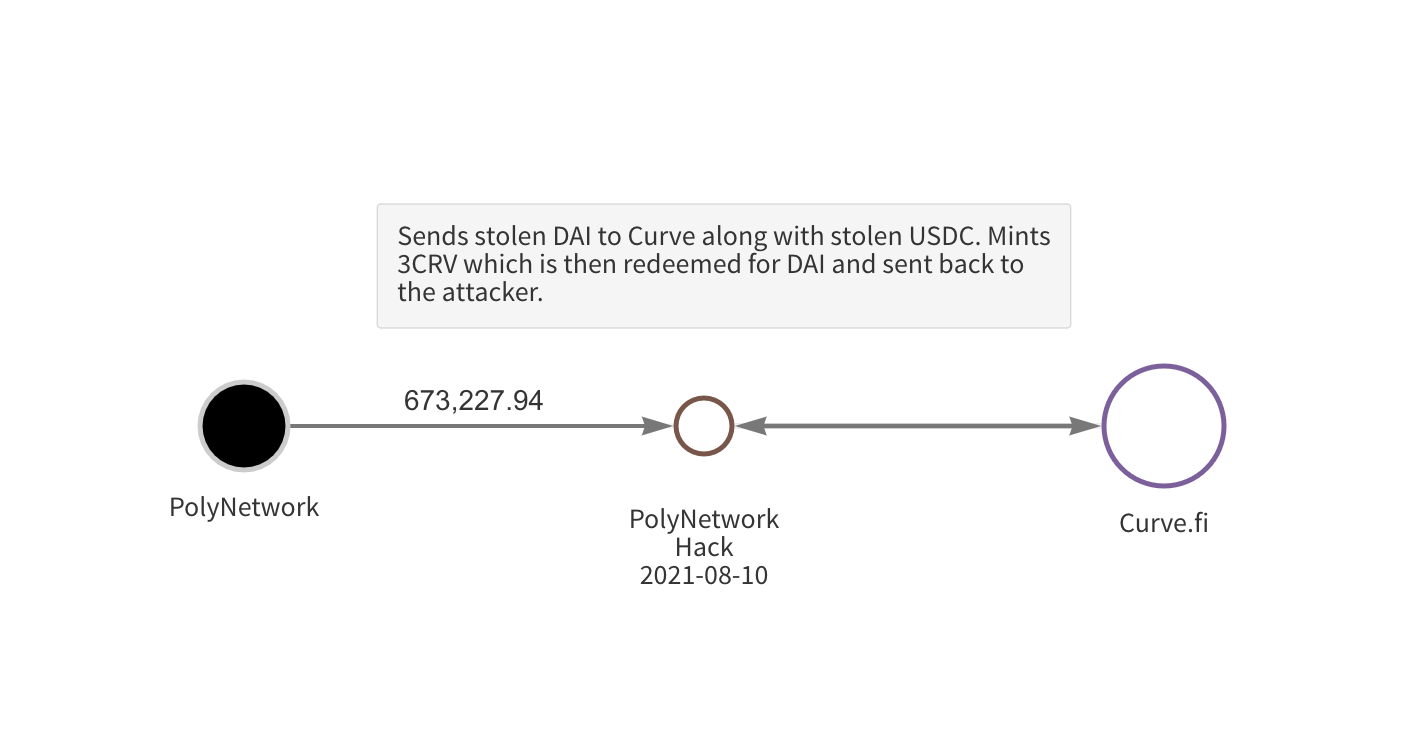 Sends stolen DAI to Curve along with stolen USDC. Mints
3CRV which is then redeemed for DAI and sent back to
the attacker.
673,227.94
PolyNetwork
PolyNetwork
Hack
2021-08-10
Curve.fi